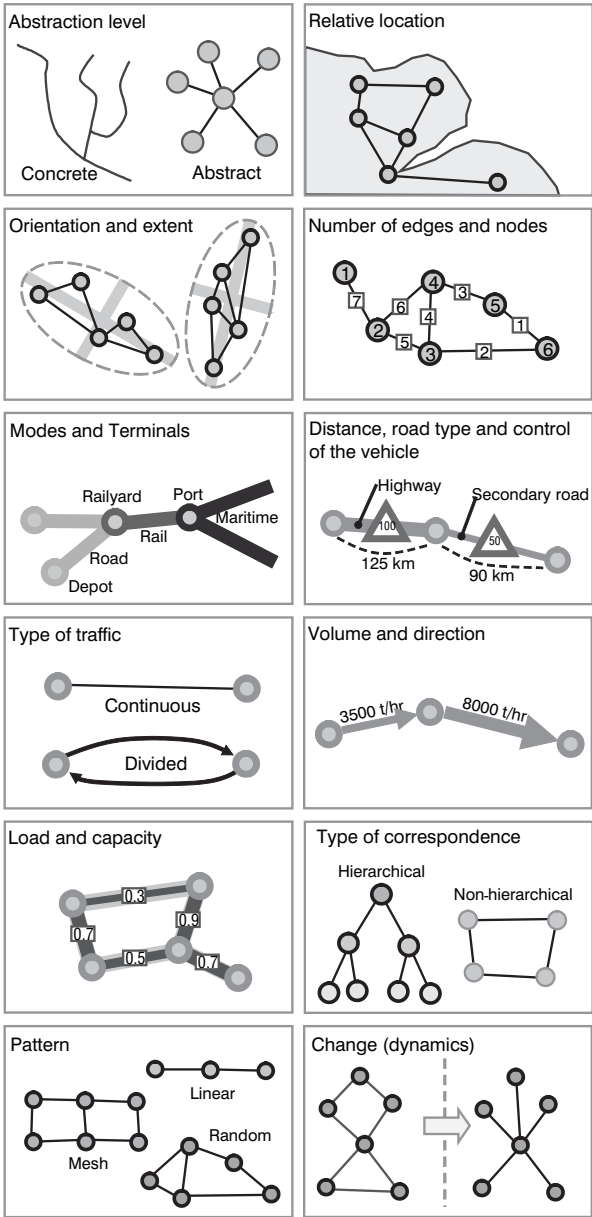 Abstraction level
Concrete
Abstract
Relative location
Orientation and extent
Number of edges and nodes
1
4
3
5
7
6
4
1
2
5
3
2
6
Modes and Terminals
Railyard
Port
Maritime
Rail
Road
Depot
Distance, road type and control
of the vehicle
Highway
Secondary road
100
50
125 km
90 km
Type of traffic
Continuous
Divided
Volume and direction
3500 t/hr
8000 t/hr
Load and capacity
0.3
0.7
0.9
0.5
0.7
Type of correspondence
Hierarchical
Non-hierarchical
Pattern
Linear
Mesh
Random
Change (dynamics)